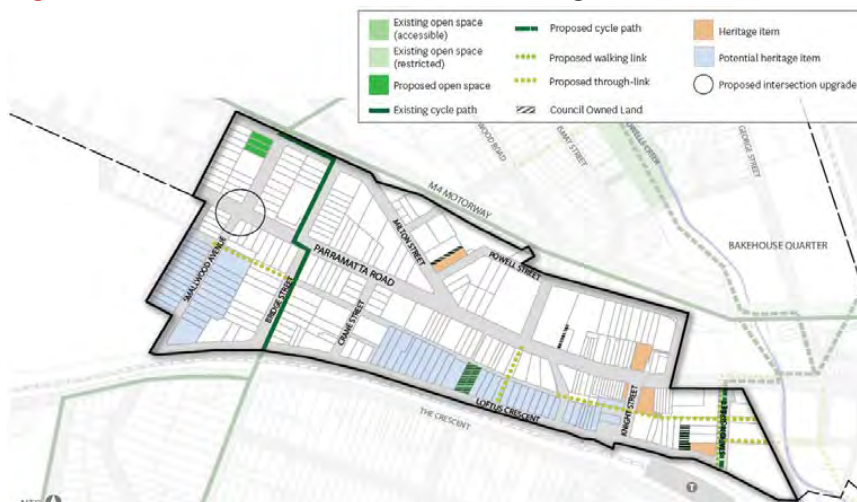 Existing open space
(accessible)
Existing open space
(restricted)
Proposed open space
Existing cycle path
Proposed cycle path
Proposed walking link
Proposed through-link
Council Owned Land
Heritage item
Potential heritage item
Proposed intersection upgrade
GEORGE STREET
M4 MOTORWAY
BAKEHOUSE QUARTER
MILTON STREET
POWELL STREET
PARRAMATTA ROAD
SMALLWOOD AVENUE
BRIDGE STREET
CRANE STREET
LOFTUS CRESCENT
KNIGHT STREET
THE CRESCENT
T